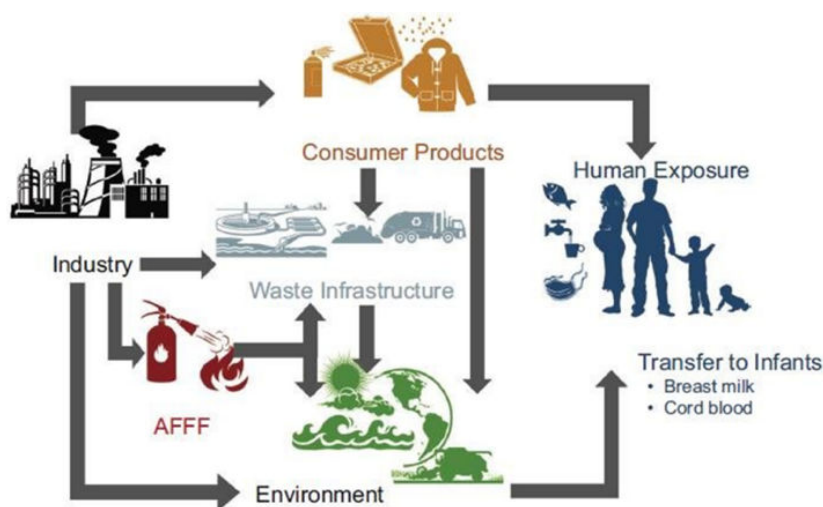 Consumer Products
Human Exposure
Industry
Waste Infrastructure
Transfer to Infants
• Breast milk
• Cord blood
AFFF
Environment